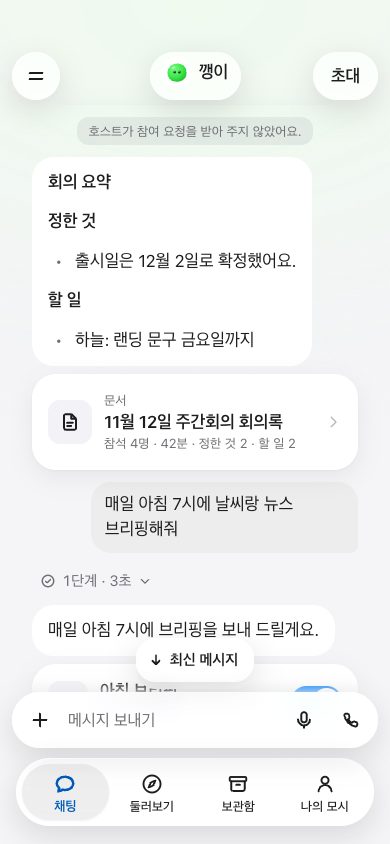 깽이
초대
호스트가 참여 요청을 받아 주지 않았어요.
회의 요약
정한 것
• 출시일은 12월 2일로 확정했어요.
할 일
• 하늘: 랜딩 문구 금요일까지
문서
11월 12일 주간회의 회의록
참석 4명 · 42분 · 정한 것 2 · 할 일 2
매일 아침 7시에 날씨랑 뉴스
브리핑해줘
1단계 · 3초
매일 아침 7시에 브리핑을 보내 드릴게요.
최신 메시지
아침
메시지 보내기
채팅
둘러보기
보관함
나의 모시